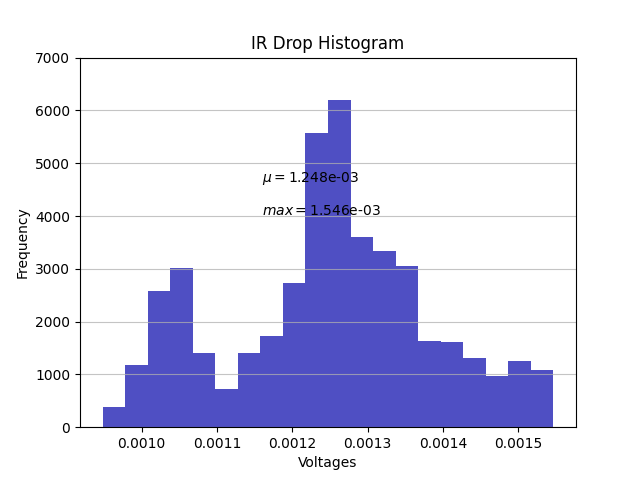 IR Drop Histogram
7000
6000
5000
4000
3000
2000
1000
0
Frequency
μ = 1.248e-03
max = 1.546e-03
0.0010 0.0011 0.0012 0.0013 0.0014 0.0015
Voltages